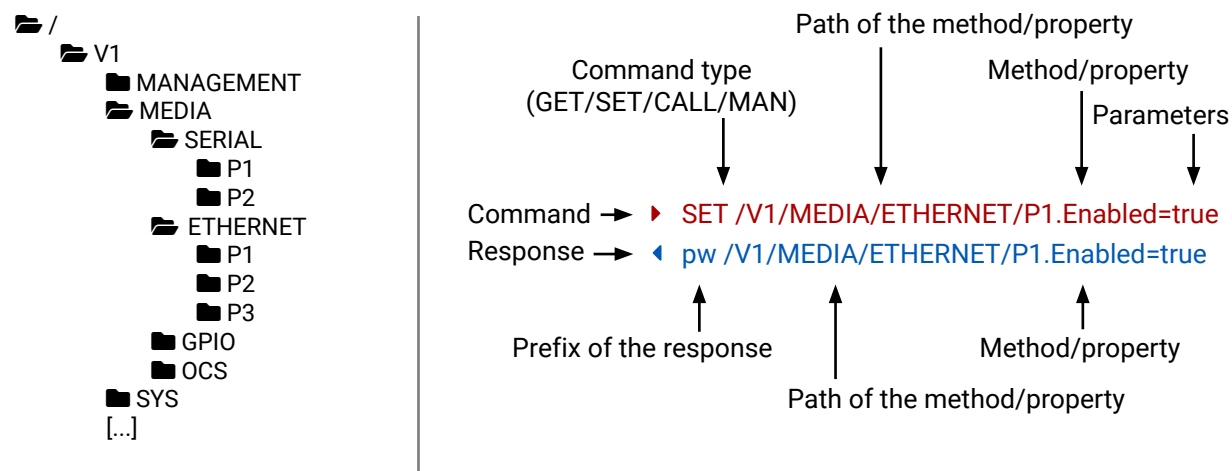 /
V1
MANAGEMENT
MEDIA
SERIAL
P1
P2
ETHERNET
P1
P2
P3
GPIO
OCS
SYS
[...]
Path of the method/property
Command type
(GET/SET/CALL/MAN)
Method/property
Parameters
Command
SET /V1/MEDIA/ETHERNET/P1.Enabled=true
Response
pw /V1/MEDIA/ETHERNET/P1.Enabled=true
Prefix of the response
Method/property
Path of the method/property